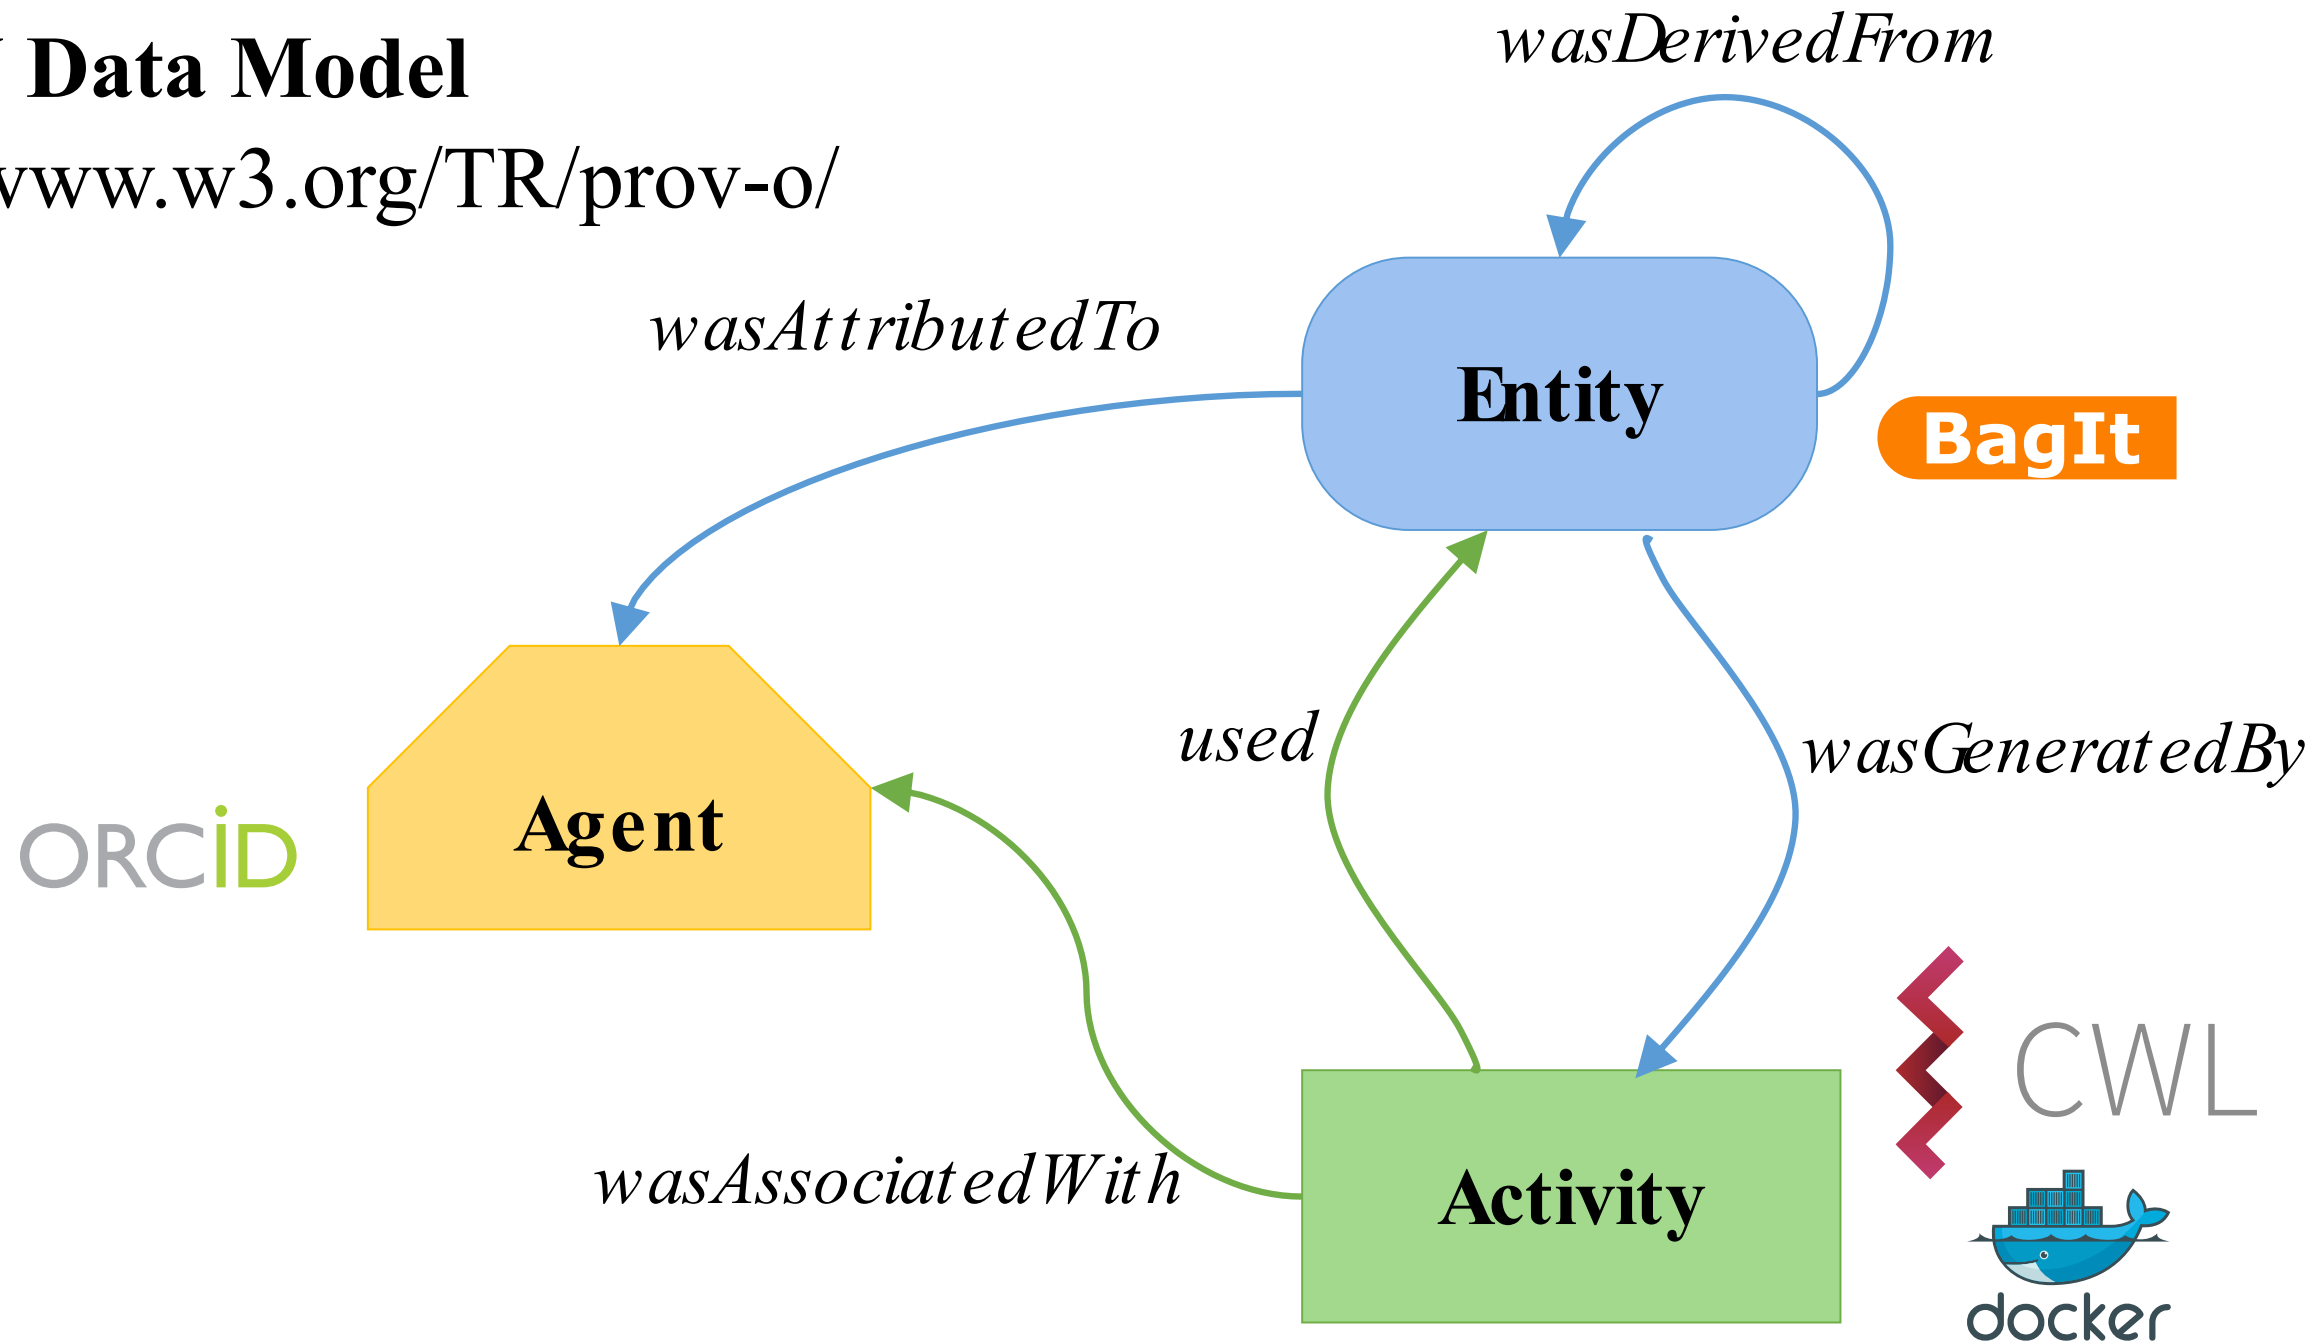 Data Model
www.w3.org/TR/prov-o/
wasDerivedFrom
wasAttributedTo
Entity
BagIt
used
wasGeneratedBy
Agent
ORCiD
CWL
wasAssociatedWith
Activity
docker